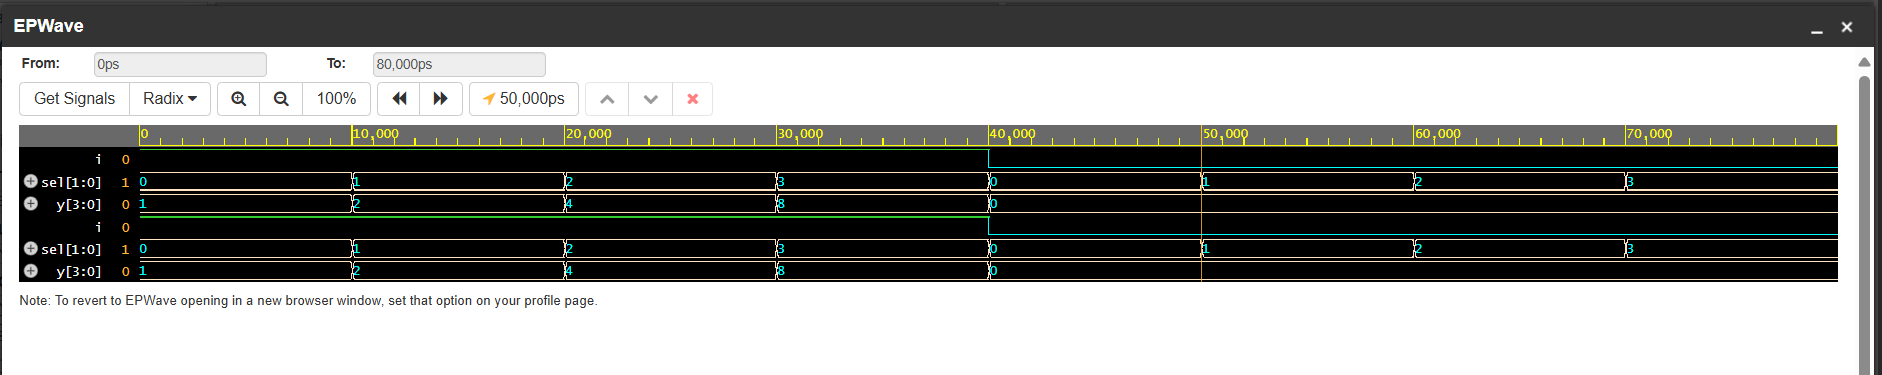 EPWave
From: 0ps To: 80,000ps
Get Signals Radix 100% 50,000ps
0 10,000 20,000 30,000 40,000 50,000 60,000 70,000
i 0
sel[1:0] 1 0 1 2 3 0 1 2 3
y[3:0] 0 1 2 4 8 0
i 0
sel[1:0] 1 0 1 2 3 0 1 2 3
y[3:0] 0 1 2 4 8 0
Note: To revert to EPWave opening in a new browser window, set that option on your profile page.